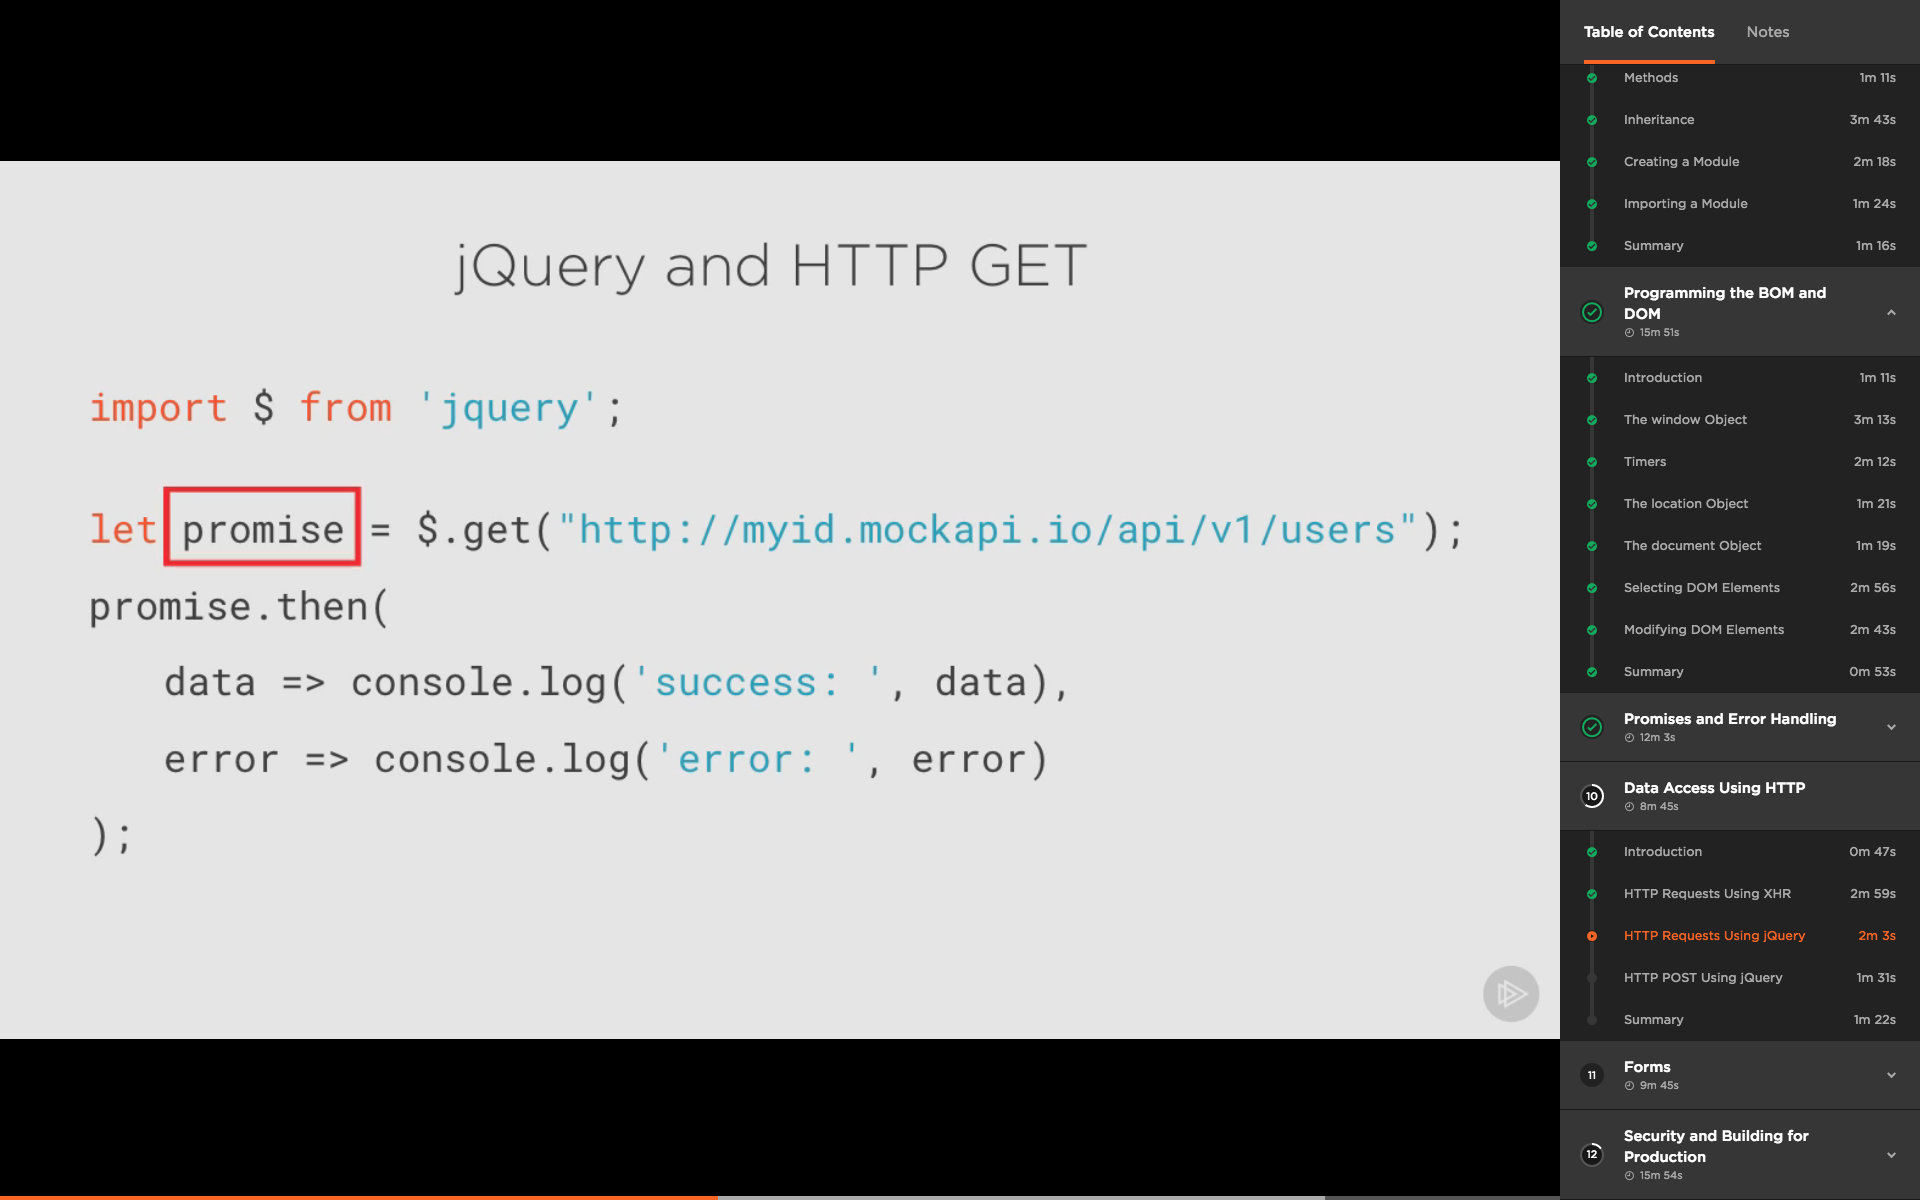 jQuery and HTTP GET
import $ from 'jquery';
let promise = $.get("http://myid.mockapi.io/api/v1/users");
promise.then(
data => console.log('success: ', data),
error => console.log('error: ', error)
);
Table of Contents Notes
Methods 1m 11s
Inheritance 3m 43s
Creating a Module 2m 18s
Importing a Module 1m 24s
Summary 1m 16s
Programming the BOM and
DOM
15m 51s
Introduction 1m 11s
The window Object 3m 13s
Timers 2m 12s
The location Object 1m 21s
The document Object 1m 19s
Selecting DOM Elements 2m 56s
Modifying DOM Elements 2m 43s
Summary 0m 53s
Promises and Error Handling
12m 3s
10 Data Access Using HTTP
8m 45s
Introduction 0m 47s
HTTP Requests Using XHR 2m 59s
HTTP Requests Using jQuery 2m 3s
HTTP POST Using jQuery 1m 31s
Summary 1m 22s
11 Forms
9m 45s
12 Security and Building for
Production
15m 54s